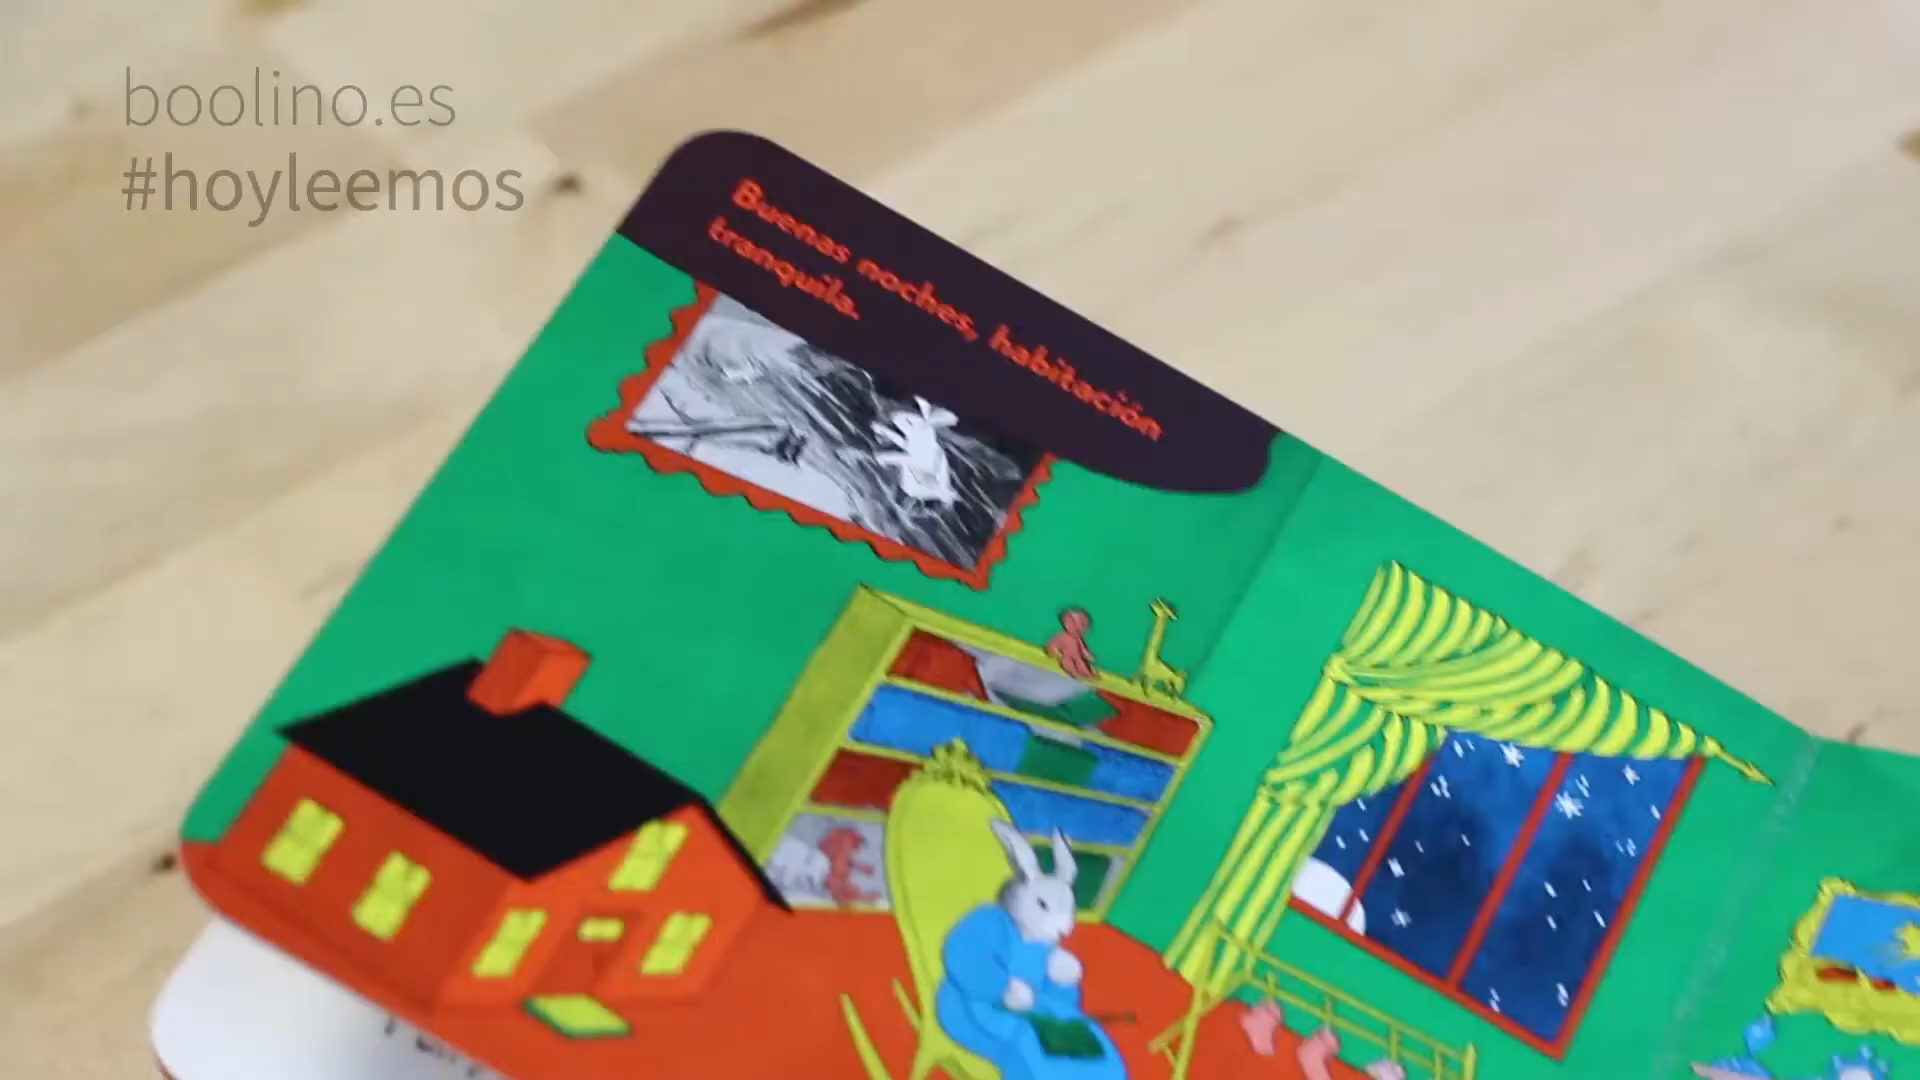 boolino.es
#hoyleemos
Buenas noches, habitación
tranquila.